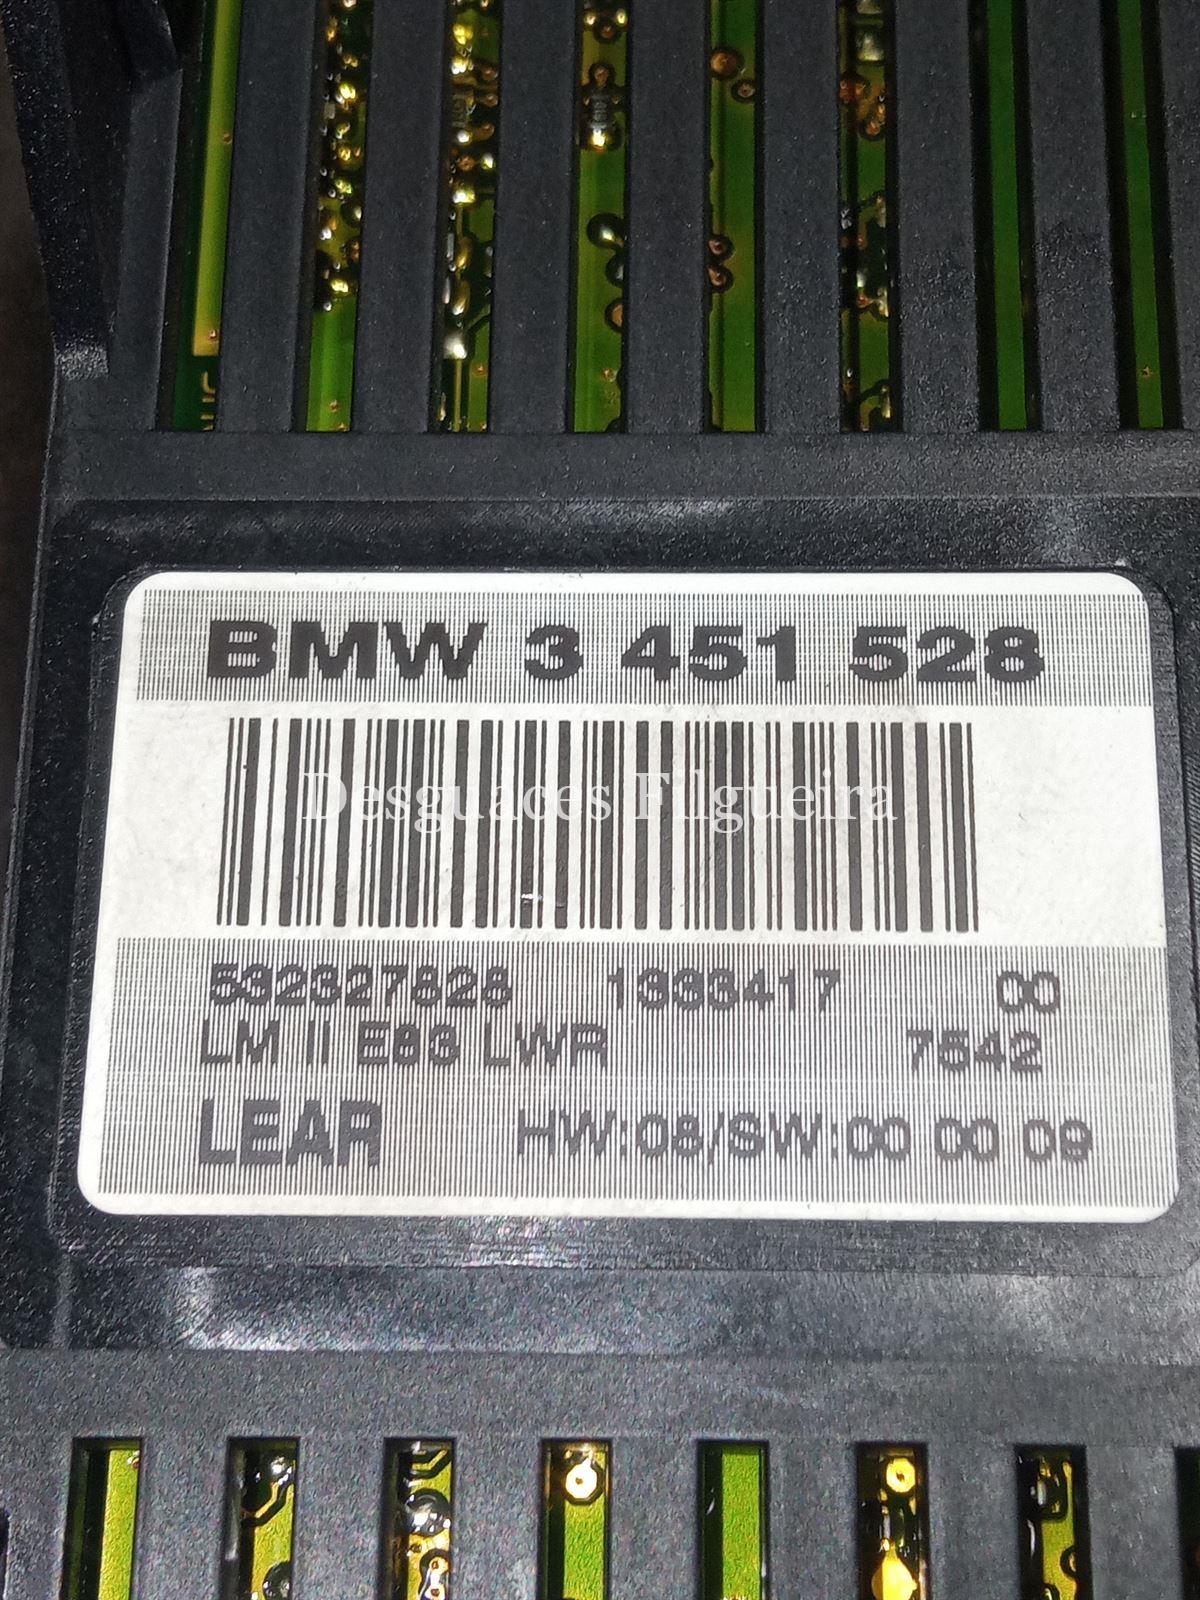 BMW 3 451 528
Desguaces Filgueira
532327828 1333417 00
LM II E83 LWR 7542
LEAR HW:08/SW:00 00 09